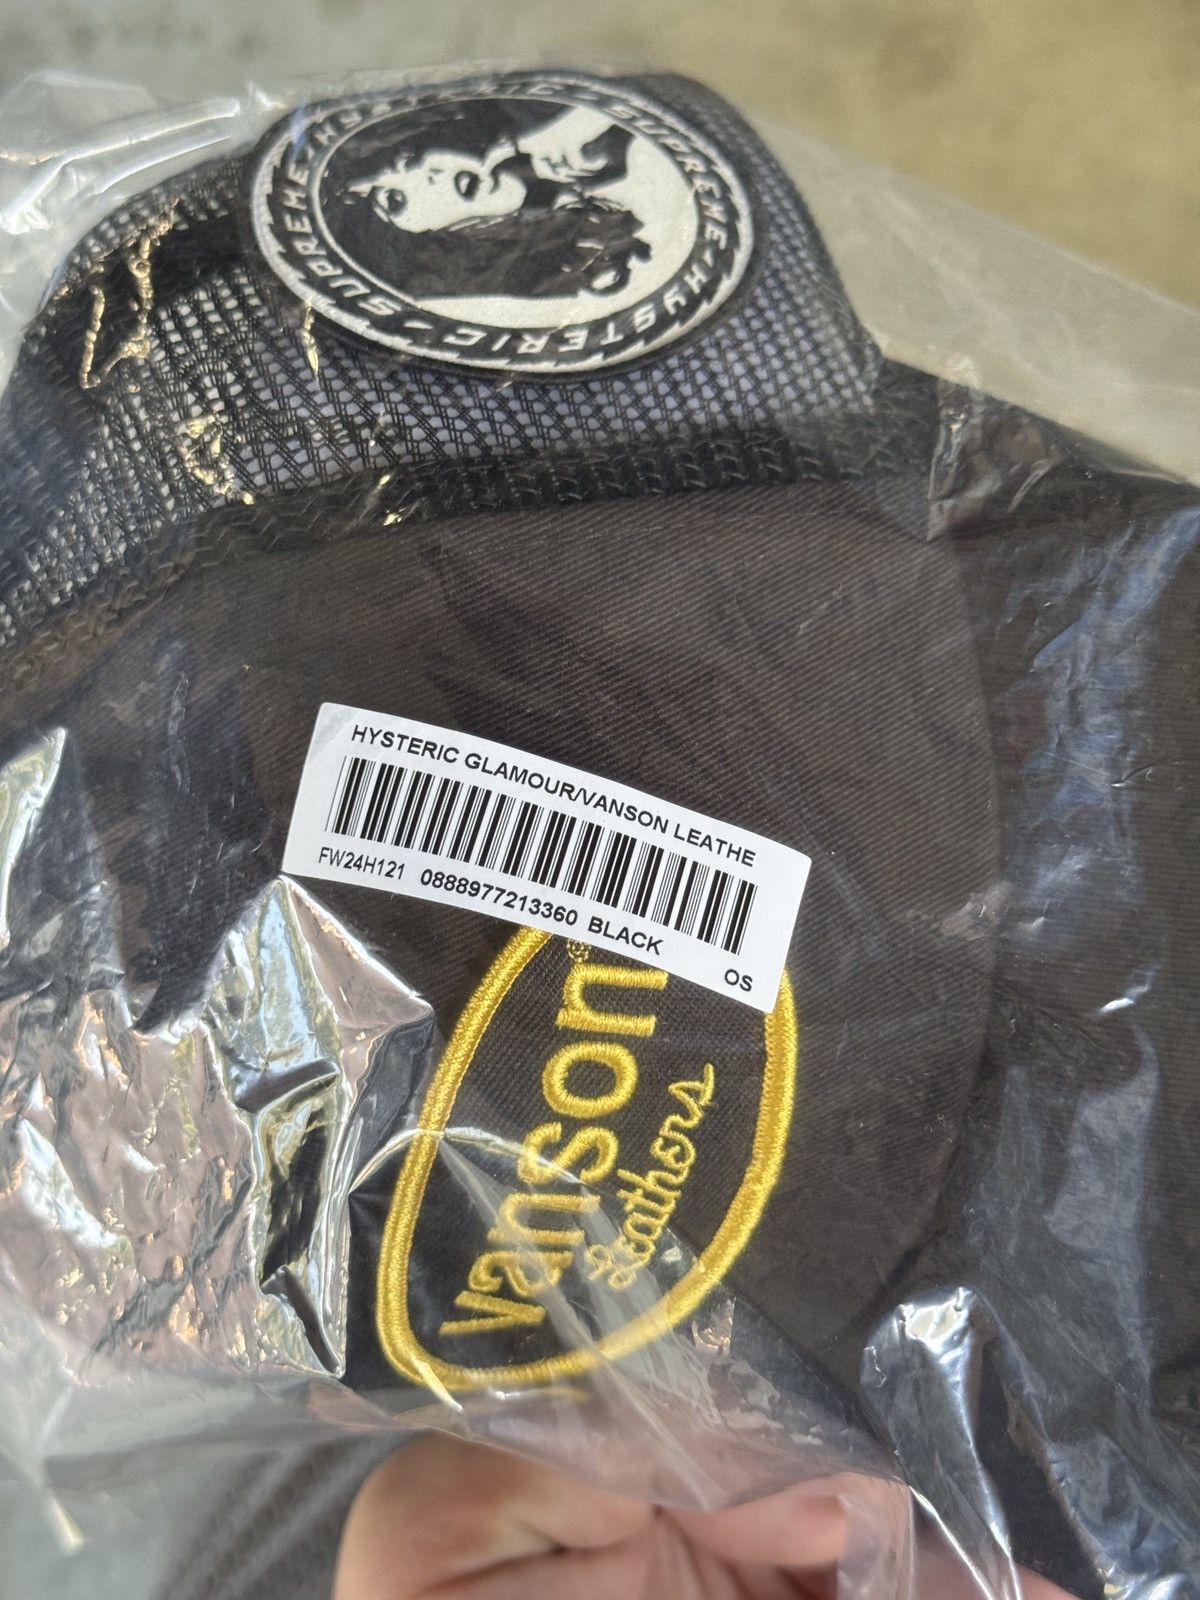 SUPREME · HYSTERIC · SUPREME · HYSTERIC ·
HYSTERIC GLAMOUR/VANSON LEATHE
FW24H121 0888977213360 BLACK
OS
vanson
Leathers